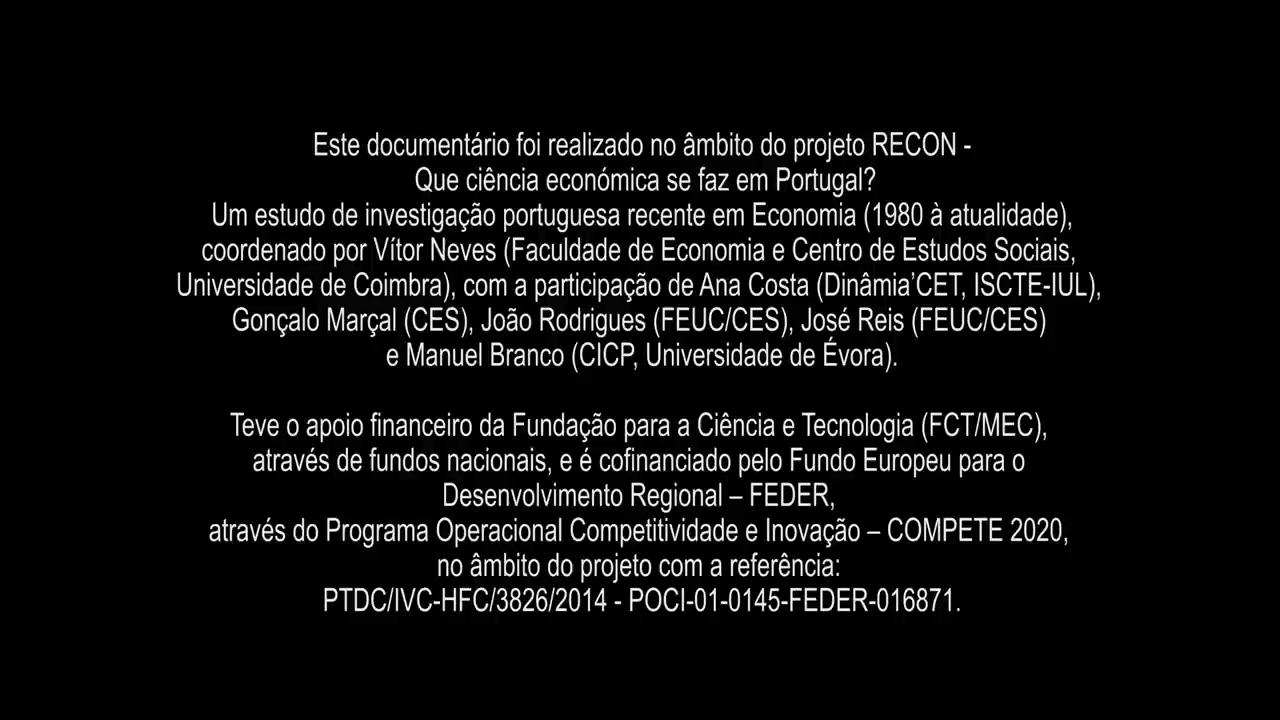 Este documentário foi realizado no âmbito do projeto RECON -
Que ciência económica se faz em Portugal?
Um estudo de investigação portuguesa recente em Economia (1980 à atualidade),
coordenado por Vítor Neves (Faculdade de Economia e Centro de Estudos Sociais,
Universidade de Coimbra), com a participação de Ana Costa (Dinâmia’CET, ISCTE-IUL),
Gonçalo Marçal (CES), João Rodrigues (FEUC/CES), José Reis (FEUC/CES)
e Manuel Branco (CICP, Universidade de Évora).
Teve o apoio financeiro da Fundação para a Ciência e Tecnologia (FCT/MEC),
através de fundos nacionais, e é cofinanciado pelo Fundo Europeu para o
Desenvolvimento Regional – FEDER,
através do Programa Operacional Competitividade e Inovação – COMPETE 2020,
no âmbito do projeto com a referência:
PTDC/IVC-HFC/3826/2014 - POCI-01-0145-FEDER-016871.